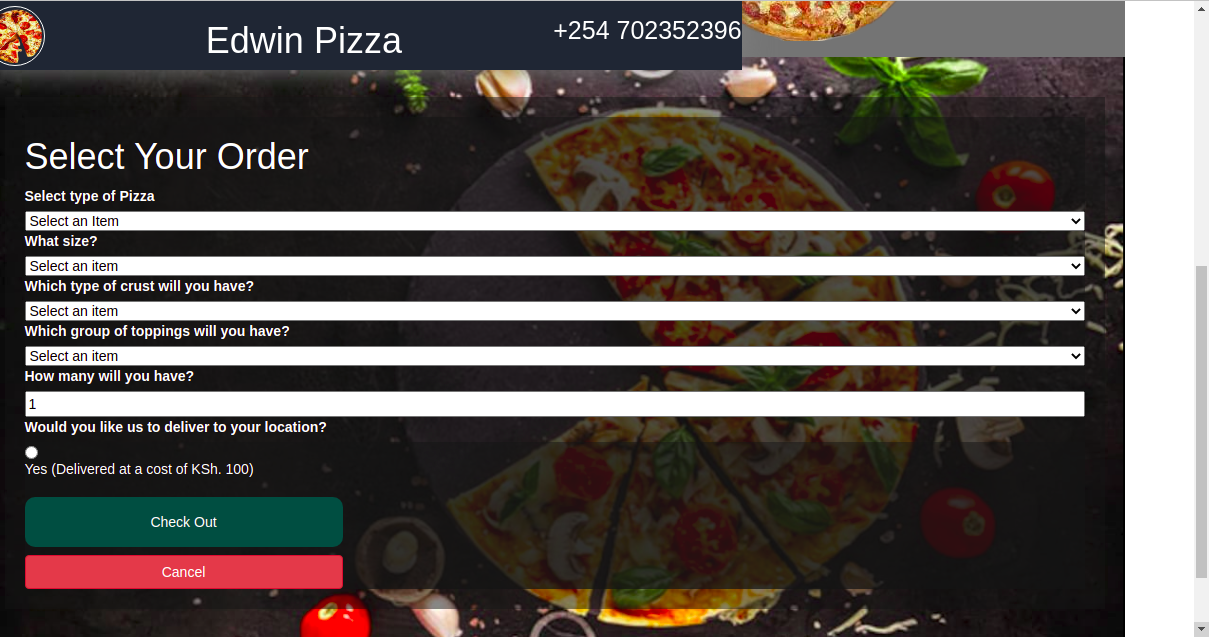 Edwin Pizza
+254 702352396
Select Your Order
Select type of Pizza
Select an Item
What size?
Select an item
Which type of crust will you have?
Select an item
Which group of toppings will you have?
Select an item
How many will you have?
1
Would you like us to deliver to your location?
Yes (Delivered at a cost of KSh. 100)
Check Out
Cancel